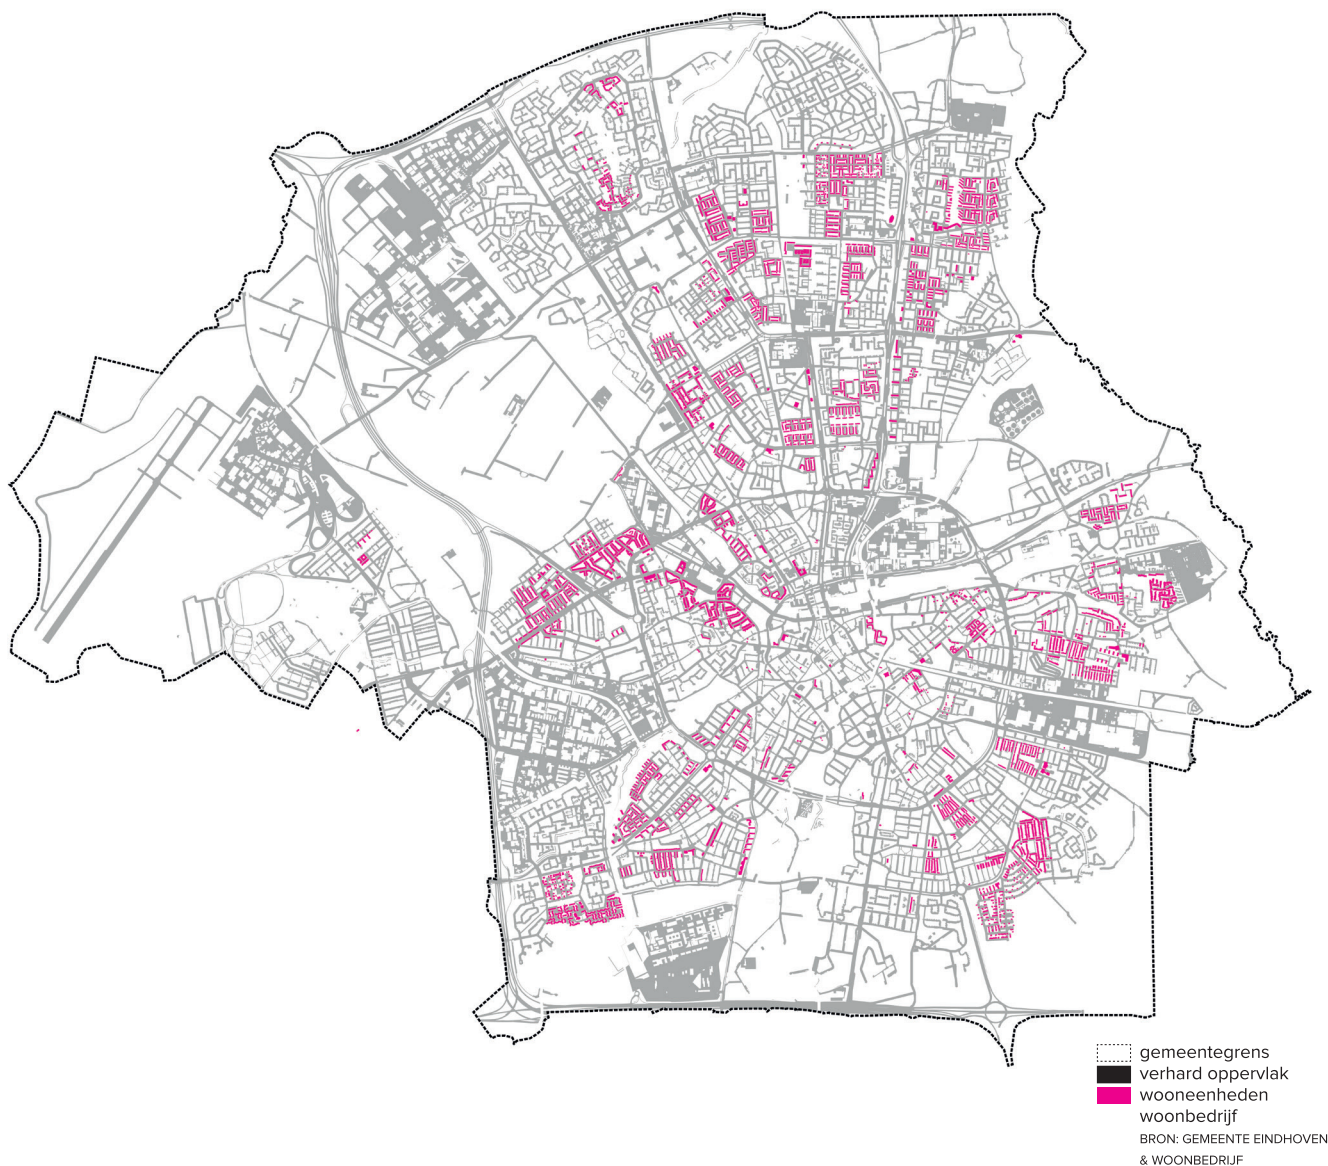 gemeentegrens
verhard oppervlak
wooneenheden
woonbedrijf
BRON: GEMEENTE EINDHOVEN
& WOONBEDRIJF